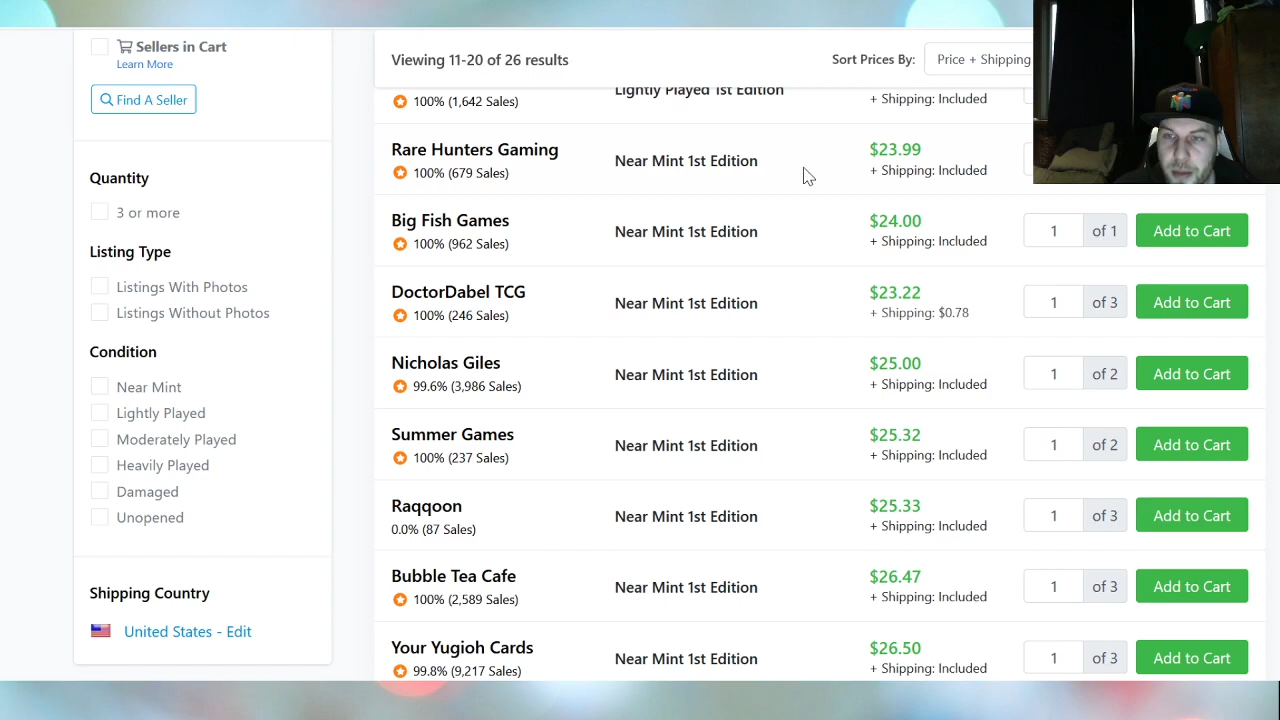 Sellers in Cart
Learn More
Find A Seller
Quantity
3 or more
Listing Type
Listings With Photos
Listings Without Photos
Condition
Near Mint
Lightly Played
Moderately Played
Heavily Played
Damaged
Unopened
Shipping Country
United States - Edit
Viewing 11-20 of 26 results
Sort Prices By:
Price + Shipping
100% (1,642 Sales)
Lightly Played 1st Edition
+ Shipping: Included
Rare Hunters Gaming
100% (679 Sales)
Near Mint 1st Edition
$23.99
+ Shipping: Included
Big Fish Games
100% (962 Sales)
Near Mint 1st Edition
$24.00
+ Shipping: Included
1 of 1
Add to Cart
DoctorDabel TCG
100% (246 Sales)
Near Mint 1st Edition
$23.22
+ Shipping: $0.78
1 of 3
Add to Cart
Nicholas Giles
99.6% (3,986 Sales)
Near Mint 1st Edition
$25.00
+ Shipping: Included
1 of 2
Add to Cart
Summer Games
100% (237 Sales)
Near Mint 1st Edition
$25.32
+ Shipping: Included
1 of 2
Add to Cart
Raqqoon
0.0% (87 Sales)
Near Mint 1st Edition
$25.33
+ Shipping: Included
1 of 3
Add to Cart
Bubble Tea Cafe
100% (2,589 Sales)
Near Mint 1st Edition
$26.47
+ Shipping: Included
1 of 3
Add to Cart
Your Yugioh Cards
99.8% (9,217 Sales)
Near Mint 1st Edition
$26.50
+ Shipping: Included
1 of 3
Add to Cart